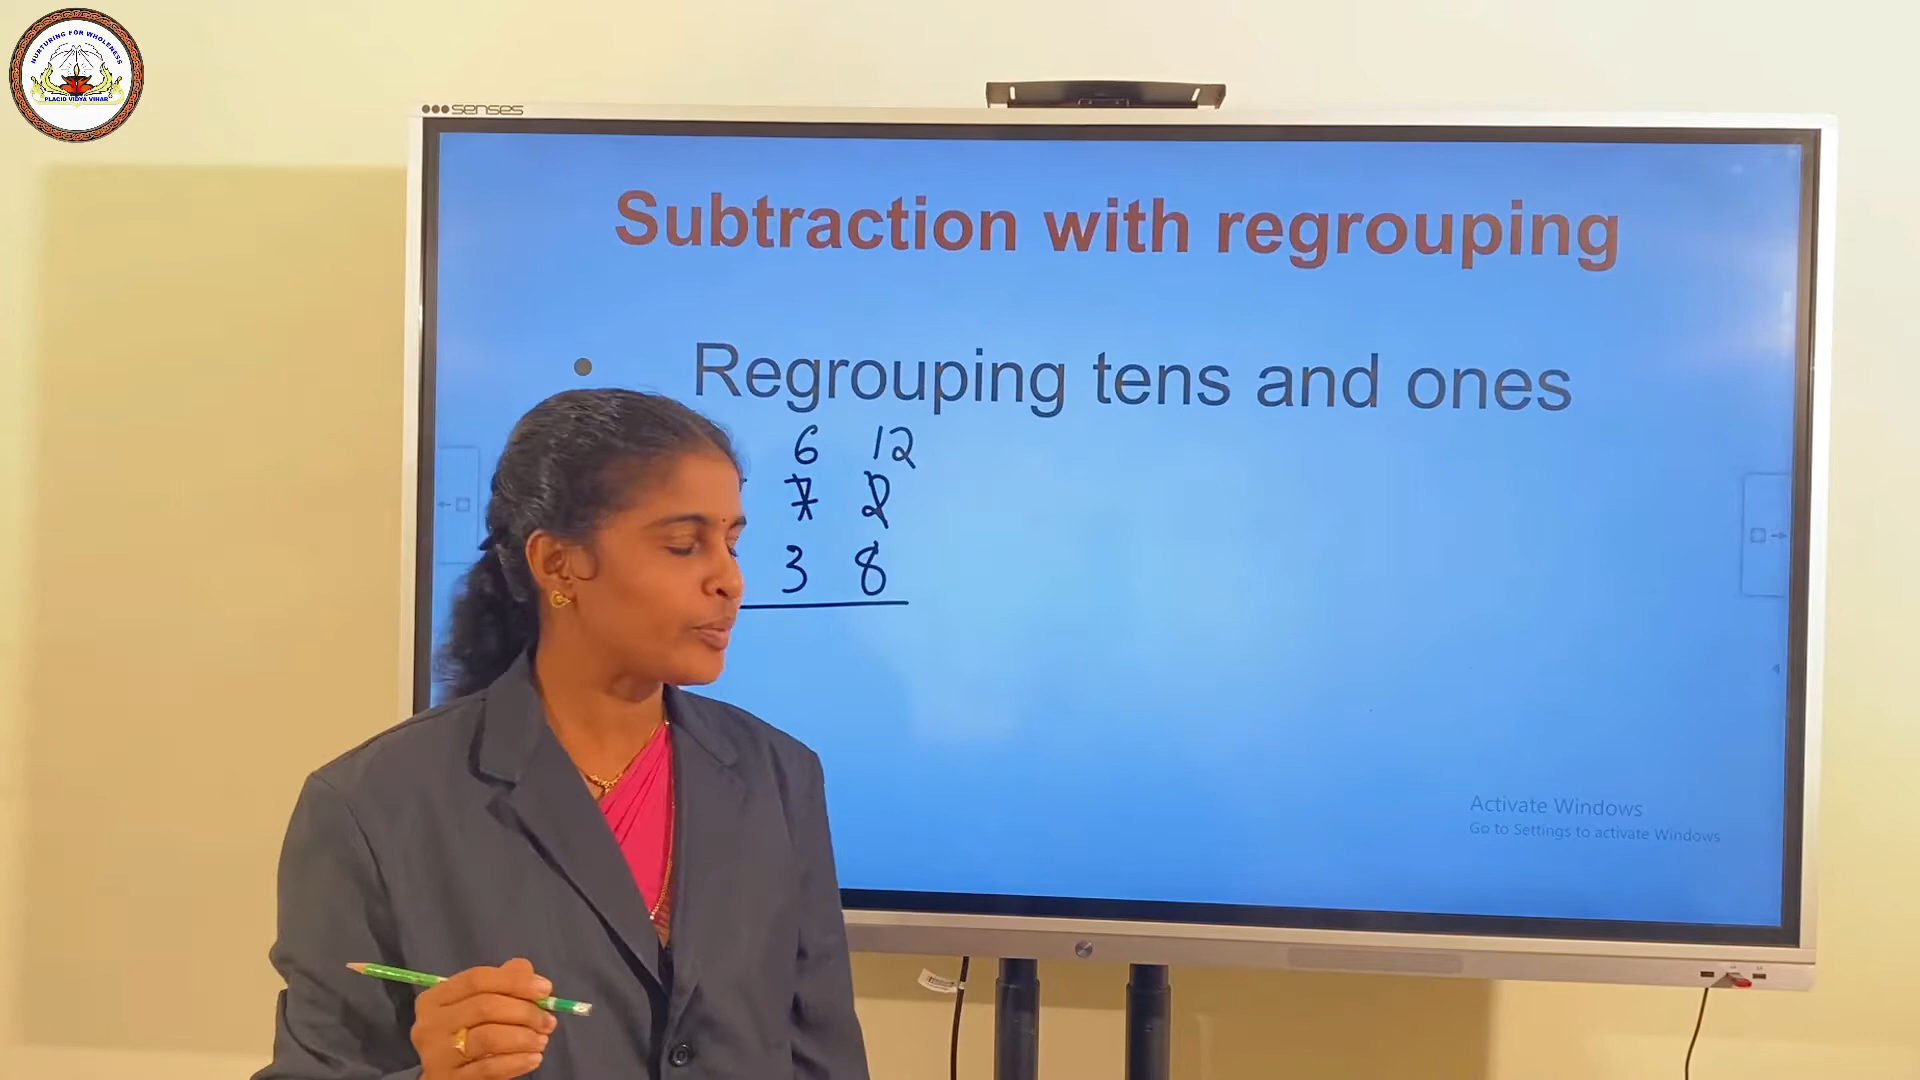 NURTURING FOR WHOLENESS
PLACID VIDYA VIHAR
senses
Subtraction with regrouping
• Regrouping tens and ones
6 12
7 2
3 8
Activate Windows
Go to Settings to activate Windows